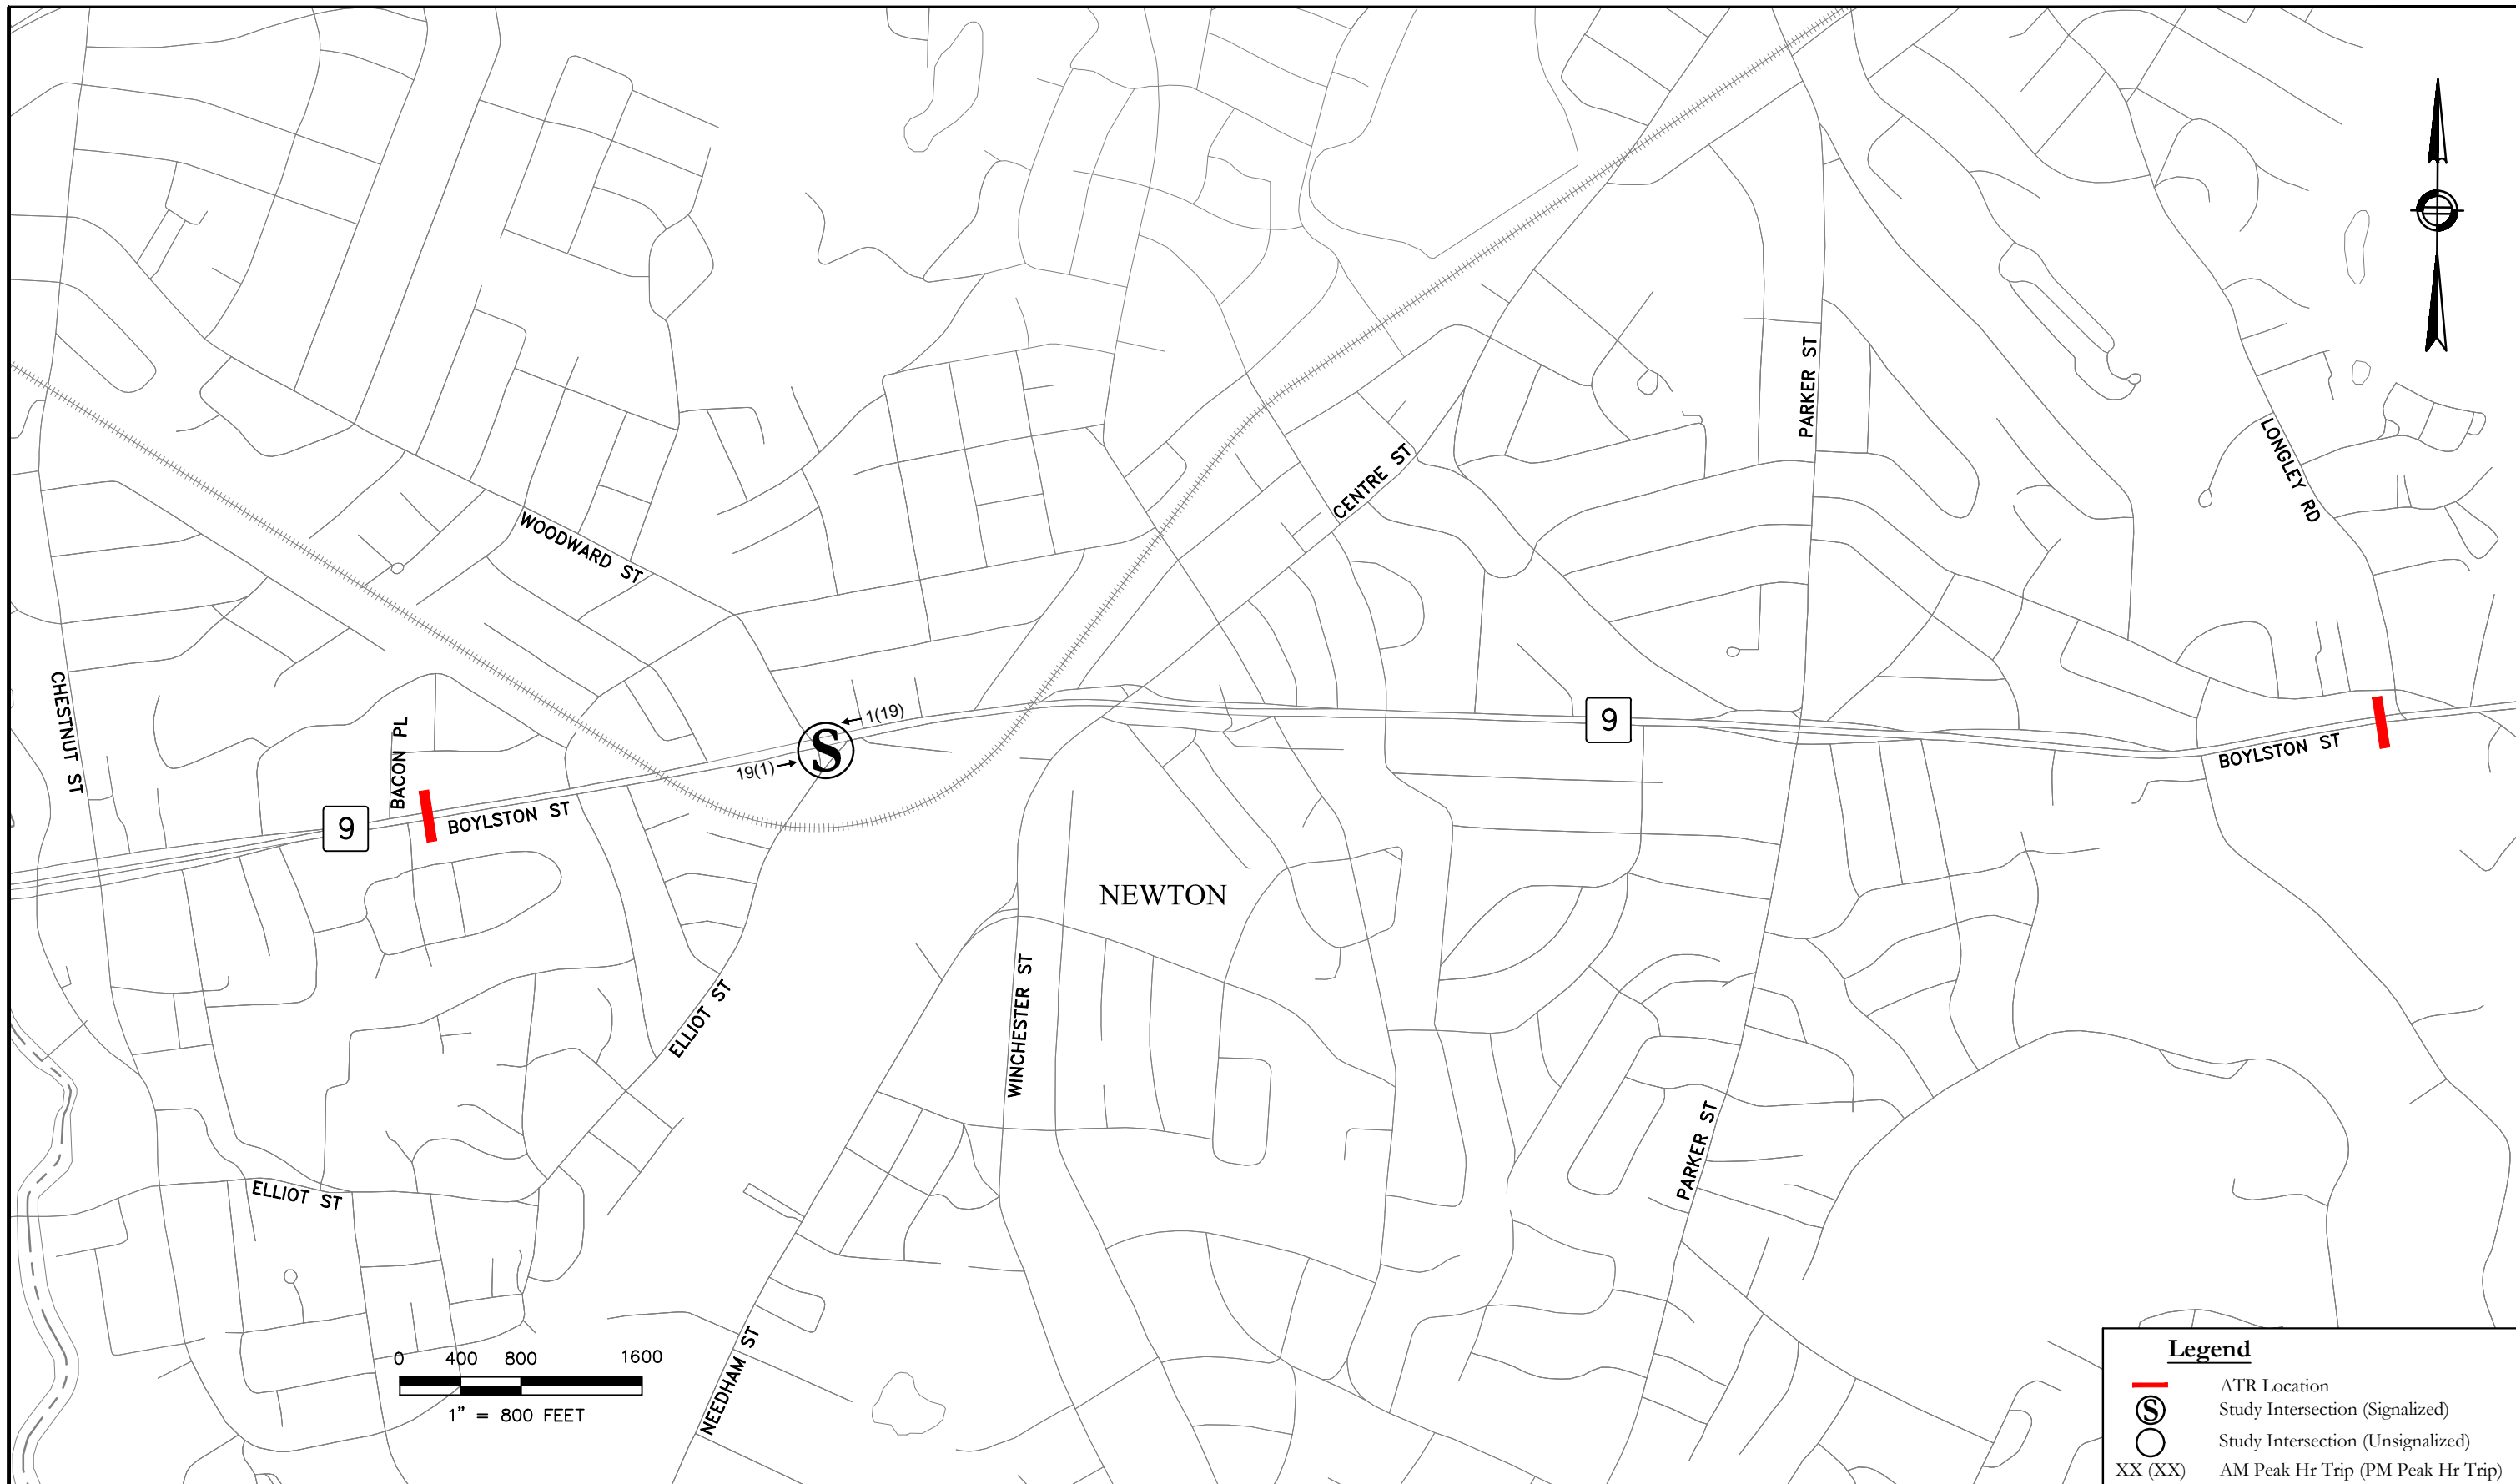 PARKER ST
LONGLEY RD
CENTRE ST
WOODWARD ST
CHESTNUT ST
BACON PL
1(19)
S
19(1)
9
9
BOYLSTON ST
BOYLSTON ST
NEWTON
WINCHESTER ST
ELLIOT ST
PARKER ST
ELLIOT ST
NEEDHAM ST
0 400 800 1600
1" = 800 FEET
Legend
ATR Location
S Study Intersection (Signalized)
Study Intersection (Unsignalized)
XX (XX) AM Peak Hr Trip (PM Peak Hr Trip)